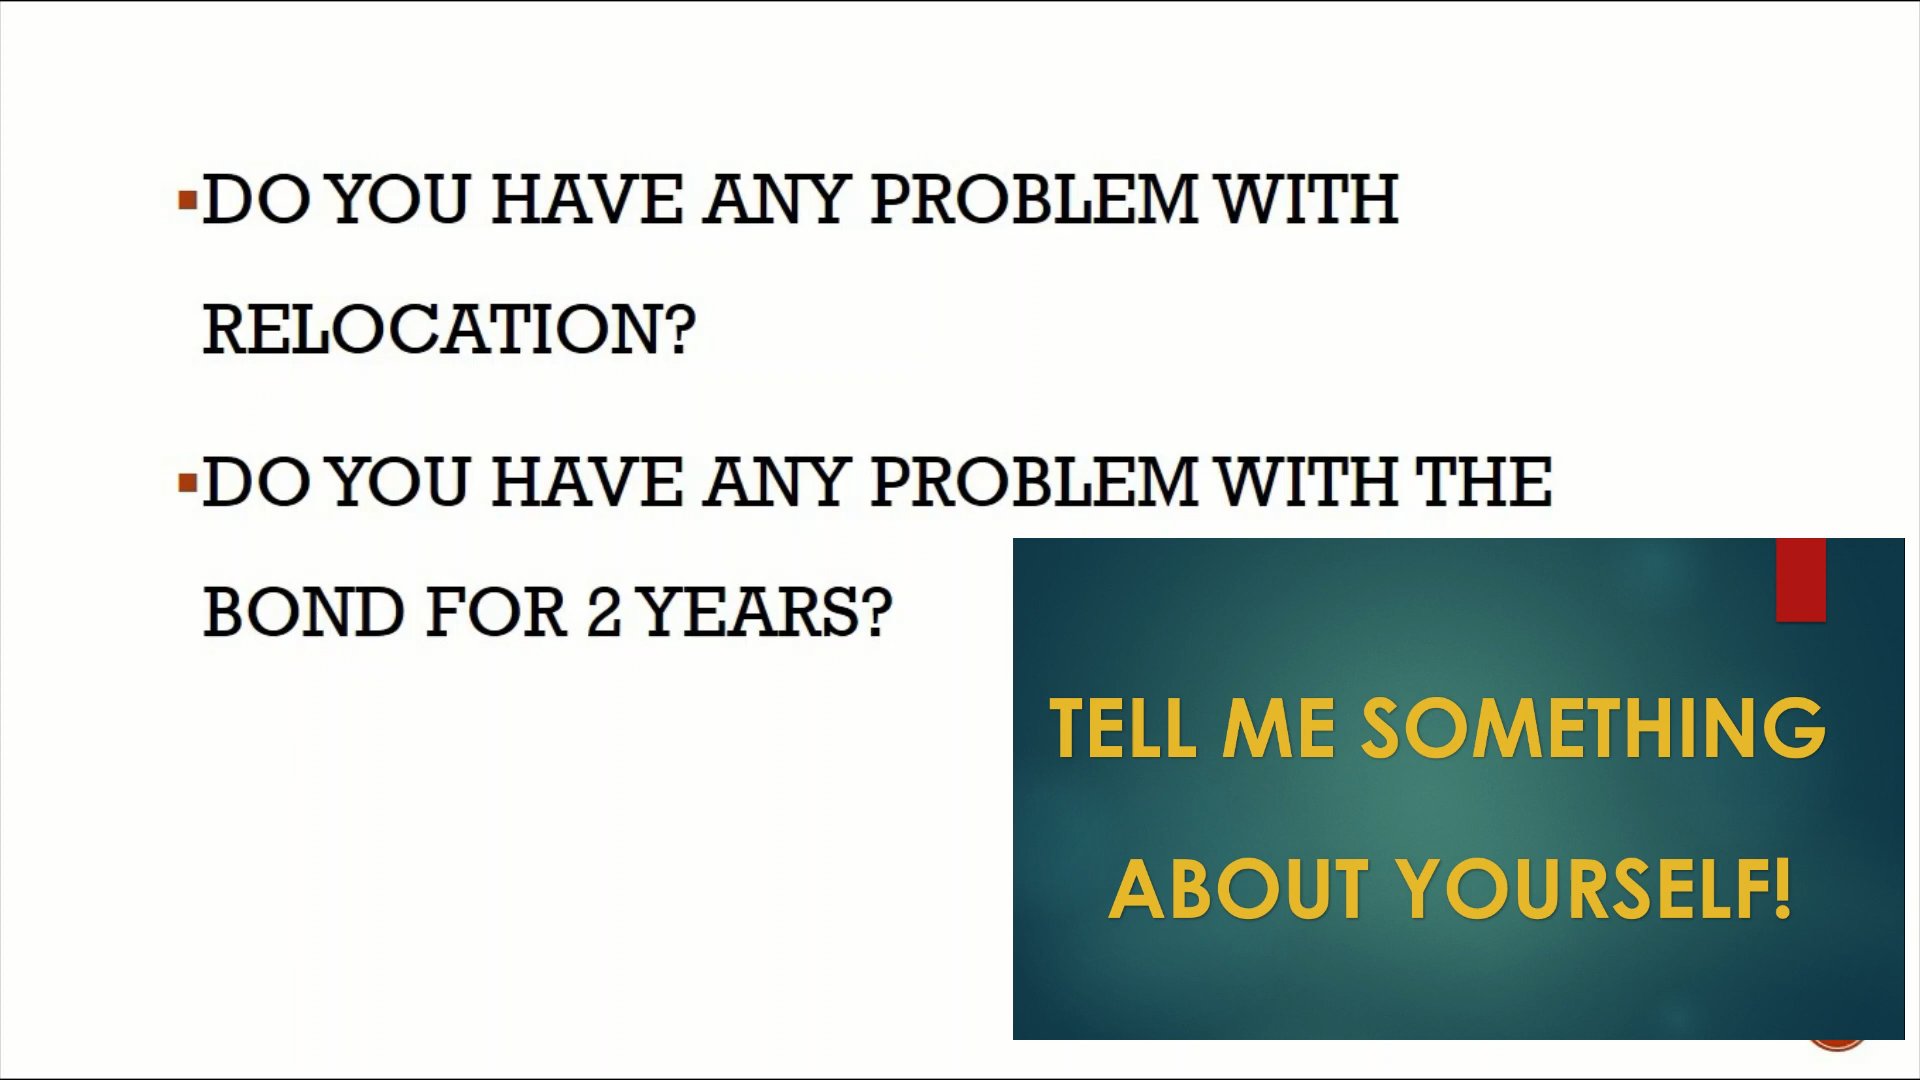 ▪DO YOU HAVE ANY PROBLEM WITH
RELOCATION?
▪DO YOU HAVE ANY PROBLEM WITH THE
BOND FOR 2 YEARS?
TELL ME SOMETHING
ABOUT YOURSELF!